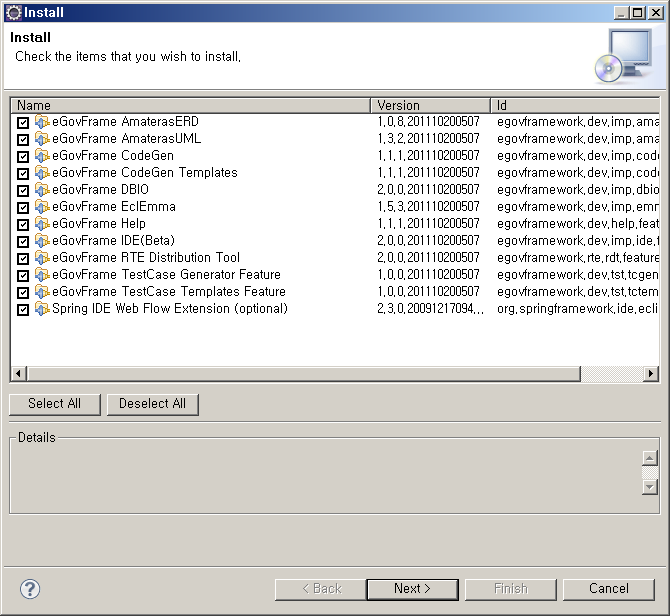 Install
Install
Check the items that you wish to install.
Name Version Id
eGovFrame AmaterasERD 1.0.8.201110200507 egovframework.dev.imp.ama
eGovFrame AmaterasUML 1.3.2.201110200507 egovframework.dev.imp.ama
eGovFrame CodeGen 1.1.1.201110200507 egovframework.dev.imp.code
eGovFrame CodeGen Templates 1.1.1.201110200507 egovframework.dev.imp.code
eGovFrame DBIO 2.0.0.201110200507 egovframework.dev.imp.dbio
eGovFrame EclEmma 1.5.3.201110200507 egovframework.dev.imp.emm
eGovFrame Help 1.1.1.201110200507 egovframework.dev.help.feat
eGovFrame IDE(Beta) 2.0.0.201110200507 egovframework.dev.imp.ide.f
eGovFrame RTE Distribution Tool 2.0.0.201110200507 egovframework.rte.rdt.feature
eGovFrame TestCase Generator Feature 1.0.0.201110200507 egovframework.dev.tst.tcgen
eGovFrame TestCase Templates Feature 1.0.0.201110200507 egovframework.dev.tst.tctem
Spring IDE Web Flow Extension (optional) 2.3.0.20091217094... org.springframework.ide.ecli
Select All Deselect All
Details
? < Back Next > Finish Cancel